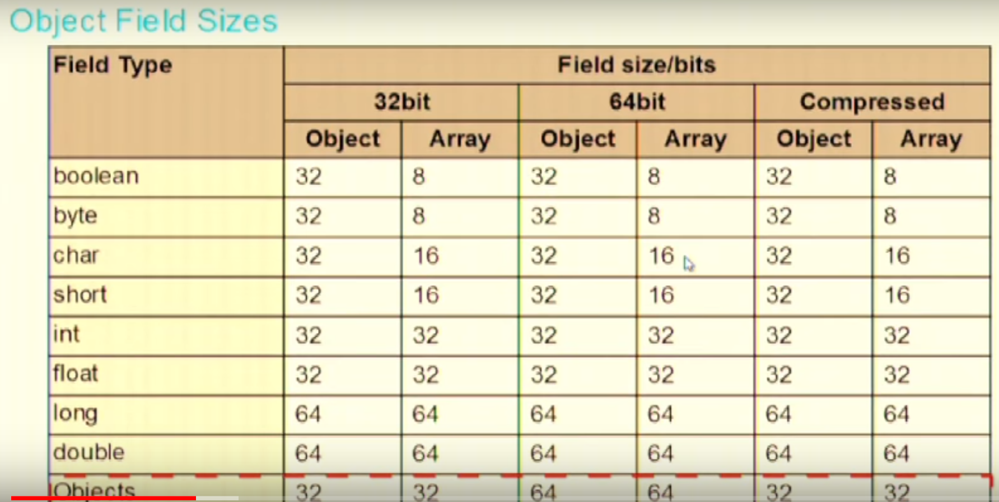 Object Field Sizes
Field Type Field size/bits
32bit 64bit Compressed
Object Array Object Array Object Array
boolean 32 8 32 8 32 8
byte 32 8 32 8 32 8
char 32 16 32 16 32 16
short 32 16 32 16 32 16
int 32 32 32 32 32 32
float 32 32 32 32 32 32
long 64 64 64 64 64 64
double 64 64 64 64 64 64
Objects 32 32 64 64 32 32